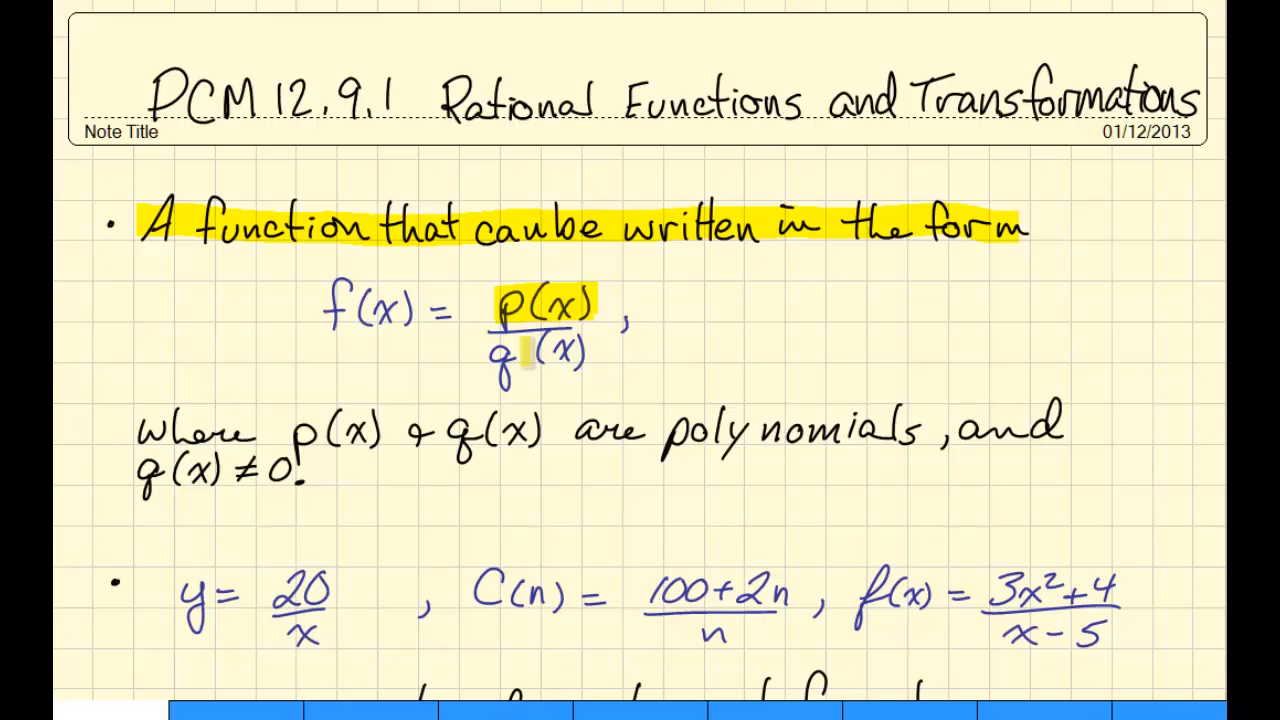 PCM 12.9.1 Rational Functions and Transformations
Note Title 01/12/2013
• A function that can be written in the form
f(x) = p(x)/q(x),
where p(x) & q(x) are polynomials, and
q(x) ≠ 0.
• y = 20/x , C(n) = 100+2n/n , f(x) = 3x²+4/x-5